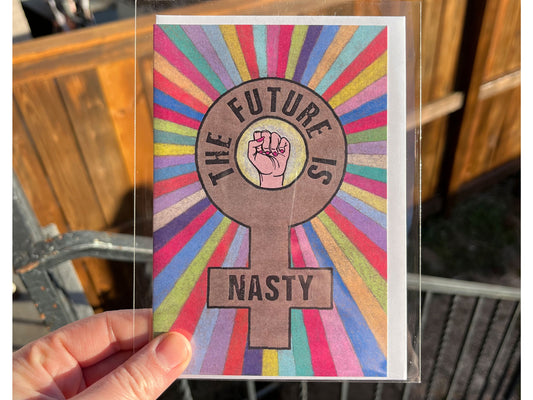 THE FUTURE IS
NASTY